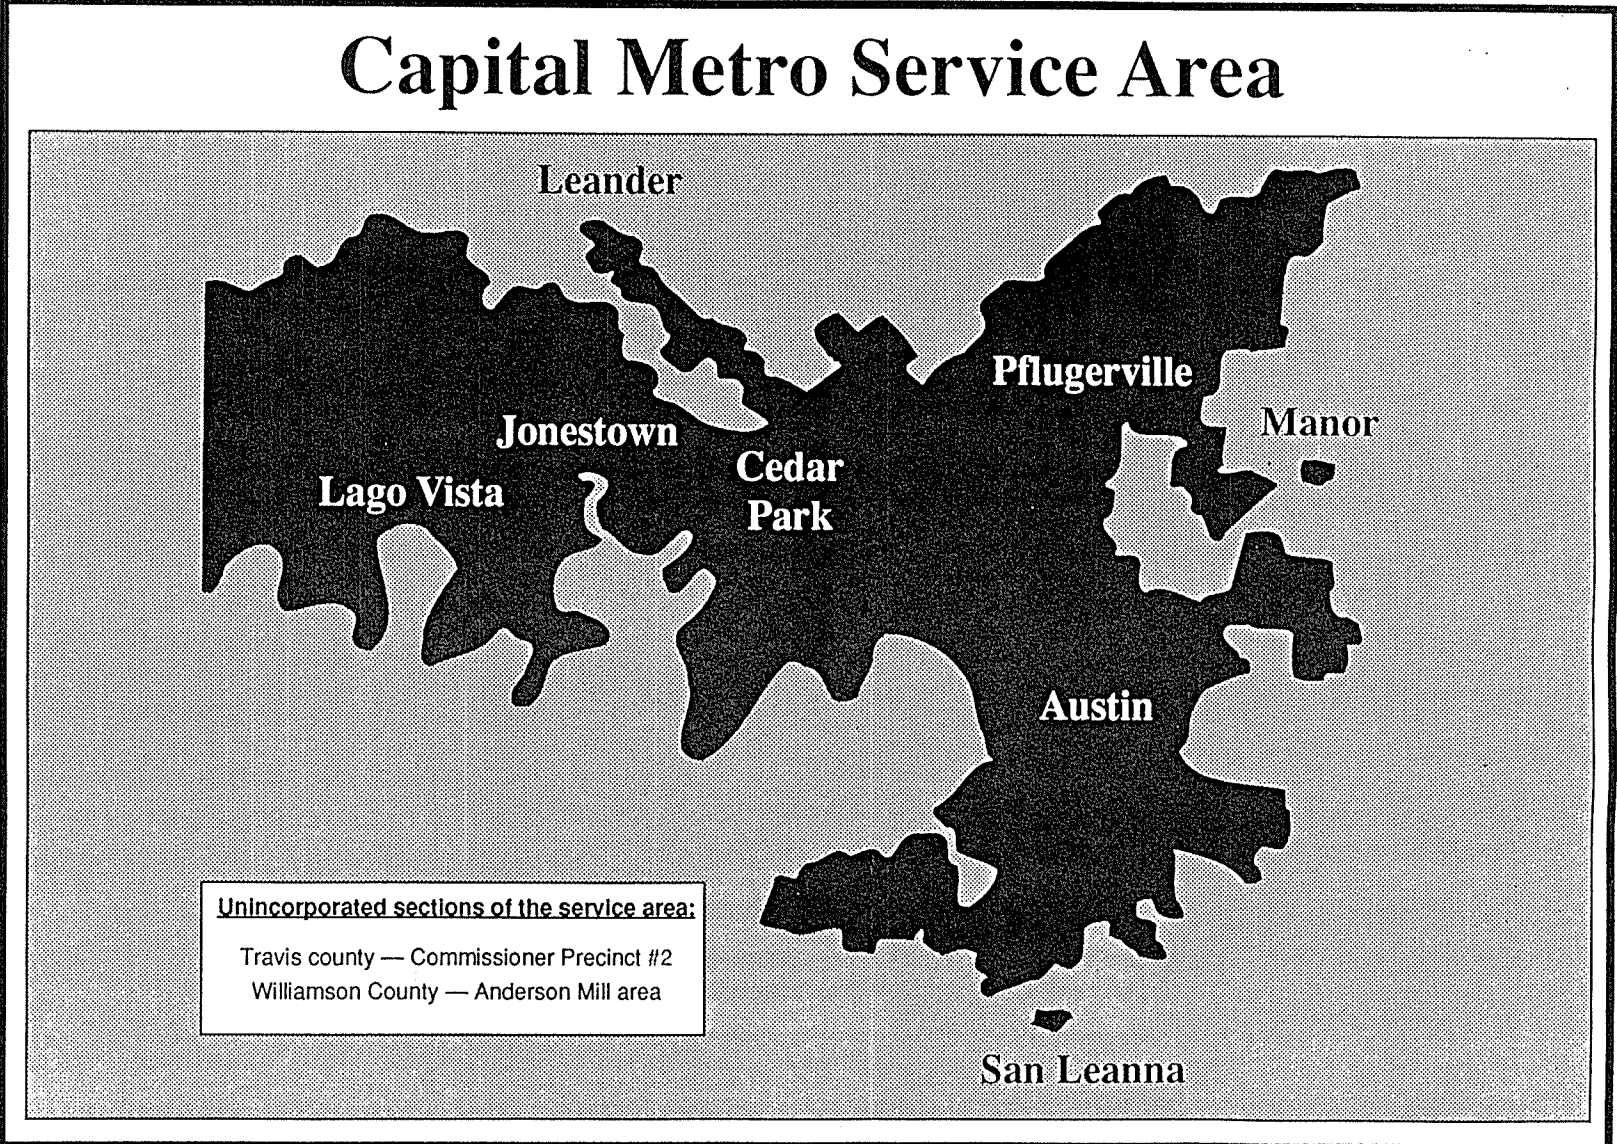 Capital Metro Service Area
Leander
Pflugerville
Manor
Jonestown
Cedar
Park
Lago Vista
Austin
Unincorporated sections of the service area:
Travis county — Commissioner Precinct #2
Williamson County — Anderson Mill area
San Leanna